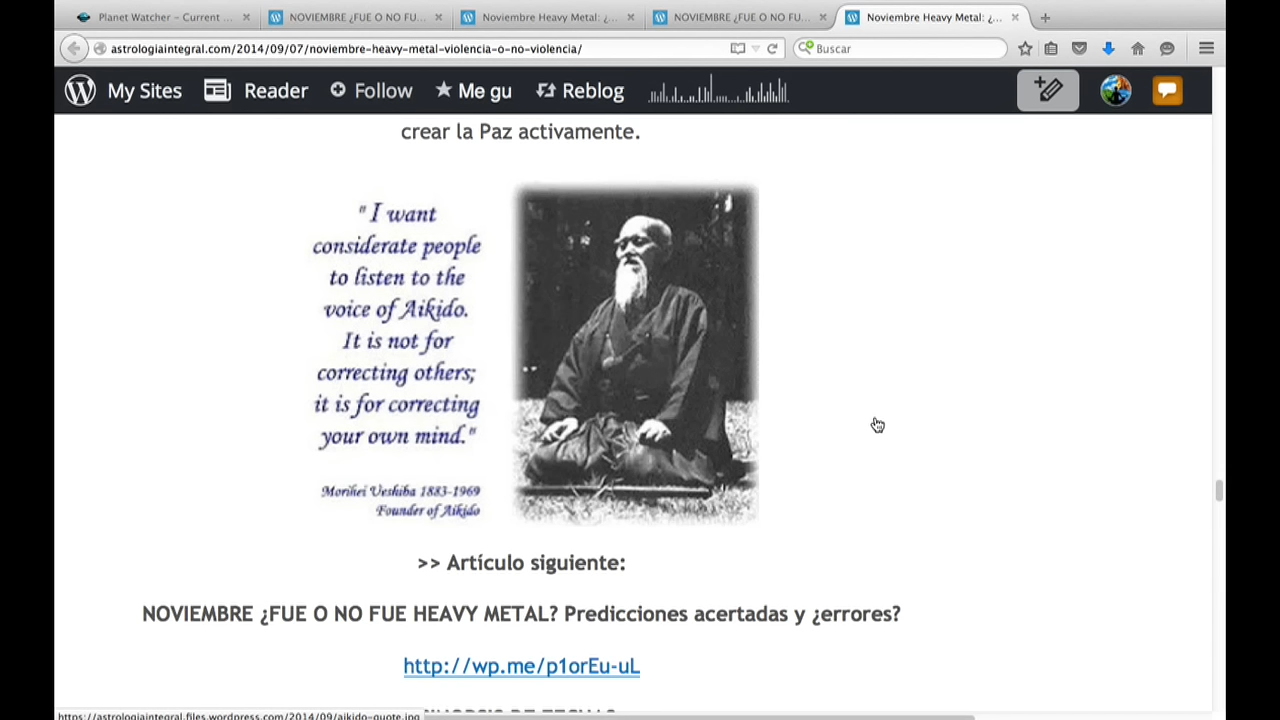 Planet Watcher – Current ...
NOVIEMBRE ¿FUE O NO FU...
Noviembre Heavy Metal: ¿...
NOVIEMBRE ¿FUE O NO FU...
Noviembre Heavy Metal: ¿...
astrologiaintegral.com/2014/09/07/noviembre-heavy-metal-violencia-o-no-violencia/
Buscar
My Sites
Reader
Follow
Me gu
Reblog
crear la Paz activamente.
" I want
considerate people
to listen to the
voice of Aikido.
It is not for
correcting others;
it is for correcting
your own mind."
Morihei Ueshiba 1883-1969
Founder of Aikido
>> Artículo siguiente:
NOVIEMBRE ¿FUE O NO FUE HEAVY METAL? Predicciones acertadas y ¿errores?
http://wp.me/p1orEu-uL
https://astrologiaintegral.files.wordpress.com/2014/09/aikido-quote.jpg